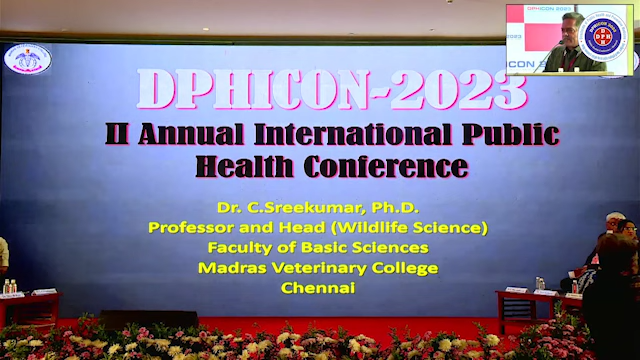 DPHICON-2023
II Annual International Public
Health Conference
Dr. C.Sreekumar, Ph.D.
Professor and Head (Wildlife Science)
Faculty of Basic Sciences
Madras Veterinary College
Chennai
DPHICON 2023
DPH